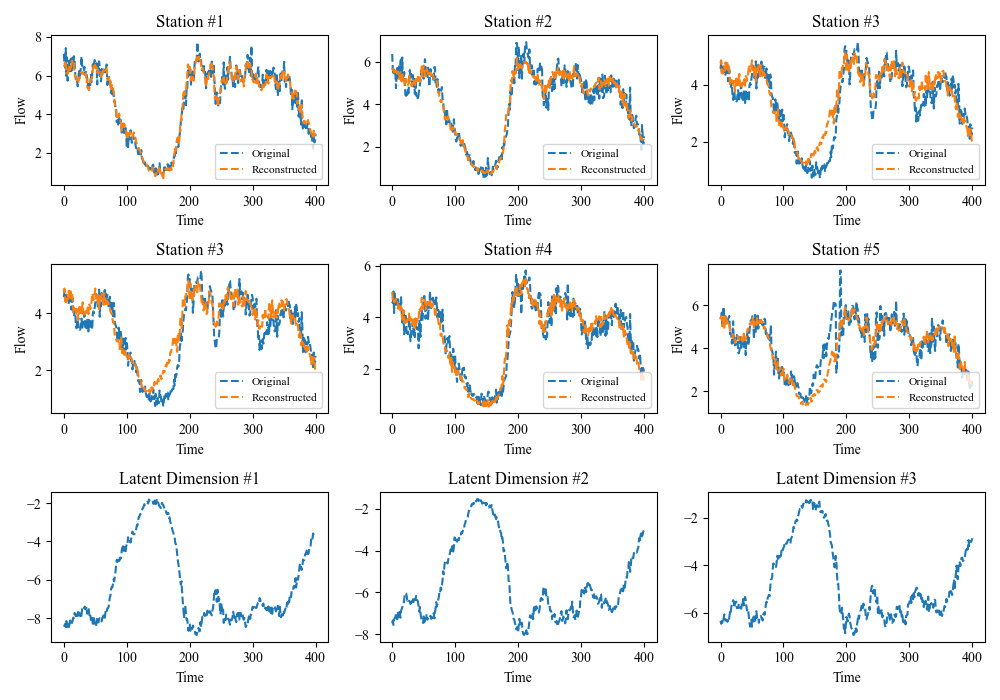 Station #1
Station #2
Station #3
8
6
4
2
Flow
Original
Reconstructed
0 100 200 300 400
Time
6
4
2
Flow
Original
Reconstructed
0 100 200 300 400
Time
4
2
Flow
Original
Reconstructed
0 100 200 300 400
Time
Station #3
Station #4
Station #5
4
2
Flow
Original
Reconstructed
0 100 200 300 400
Time
6
4
2
Flow
Original
Reconstructed
0 100 200 300 400
Time
6
4
2
Flow
Original
Reconstructed
0 100 200 300 400
Time
Latent Dimension #1
Latent Dimension #2
Latent Dimension #3
−2
−4
−6
−8
0 100 200 300 400
Time
−2
−4
−6
−8
0 100 200 300 400
Time
−2
−4
−6
0 100 200 300 400
Time